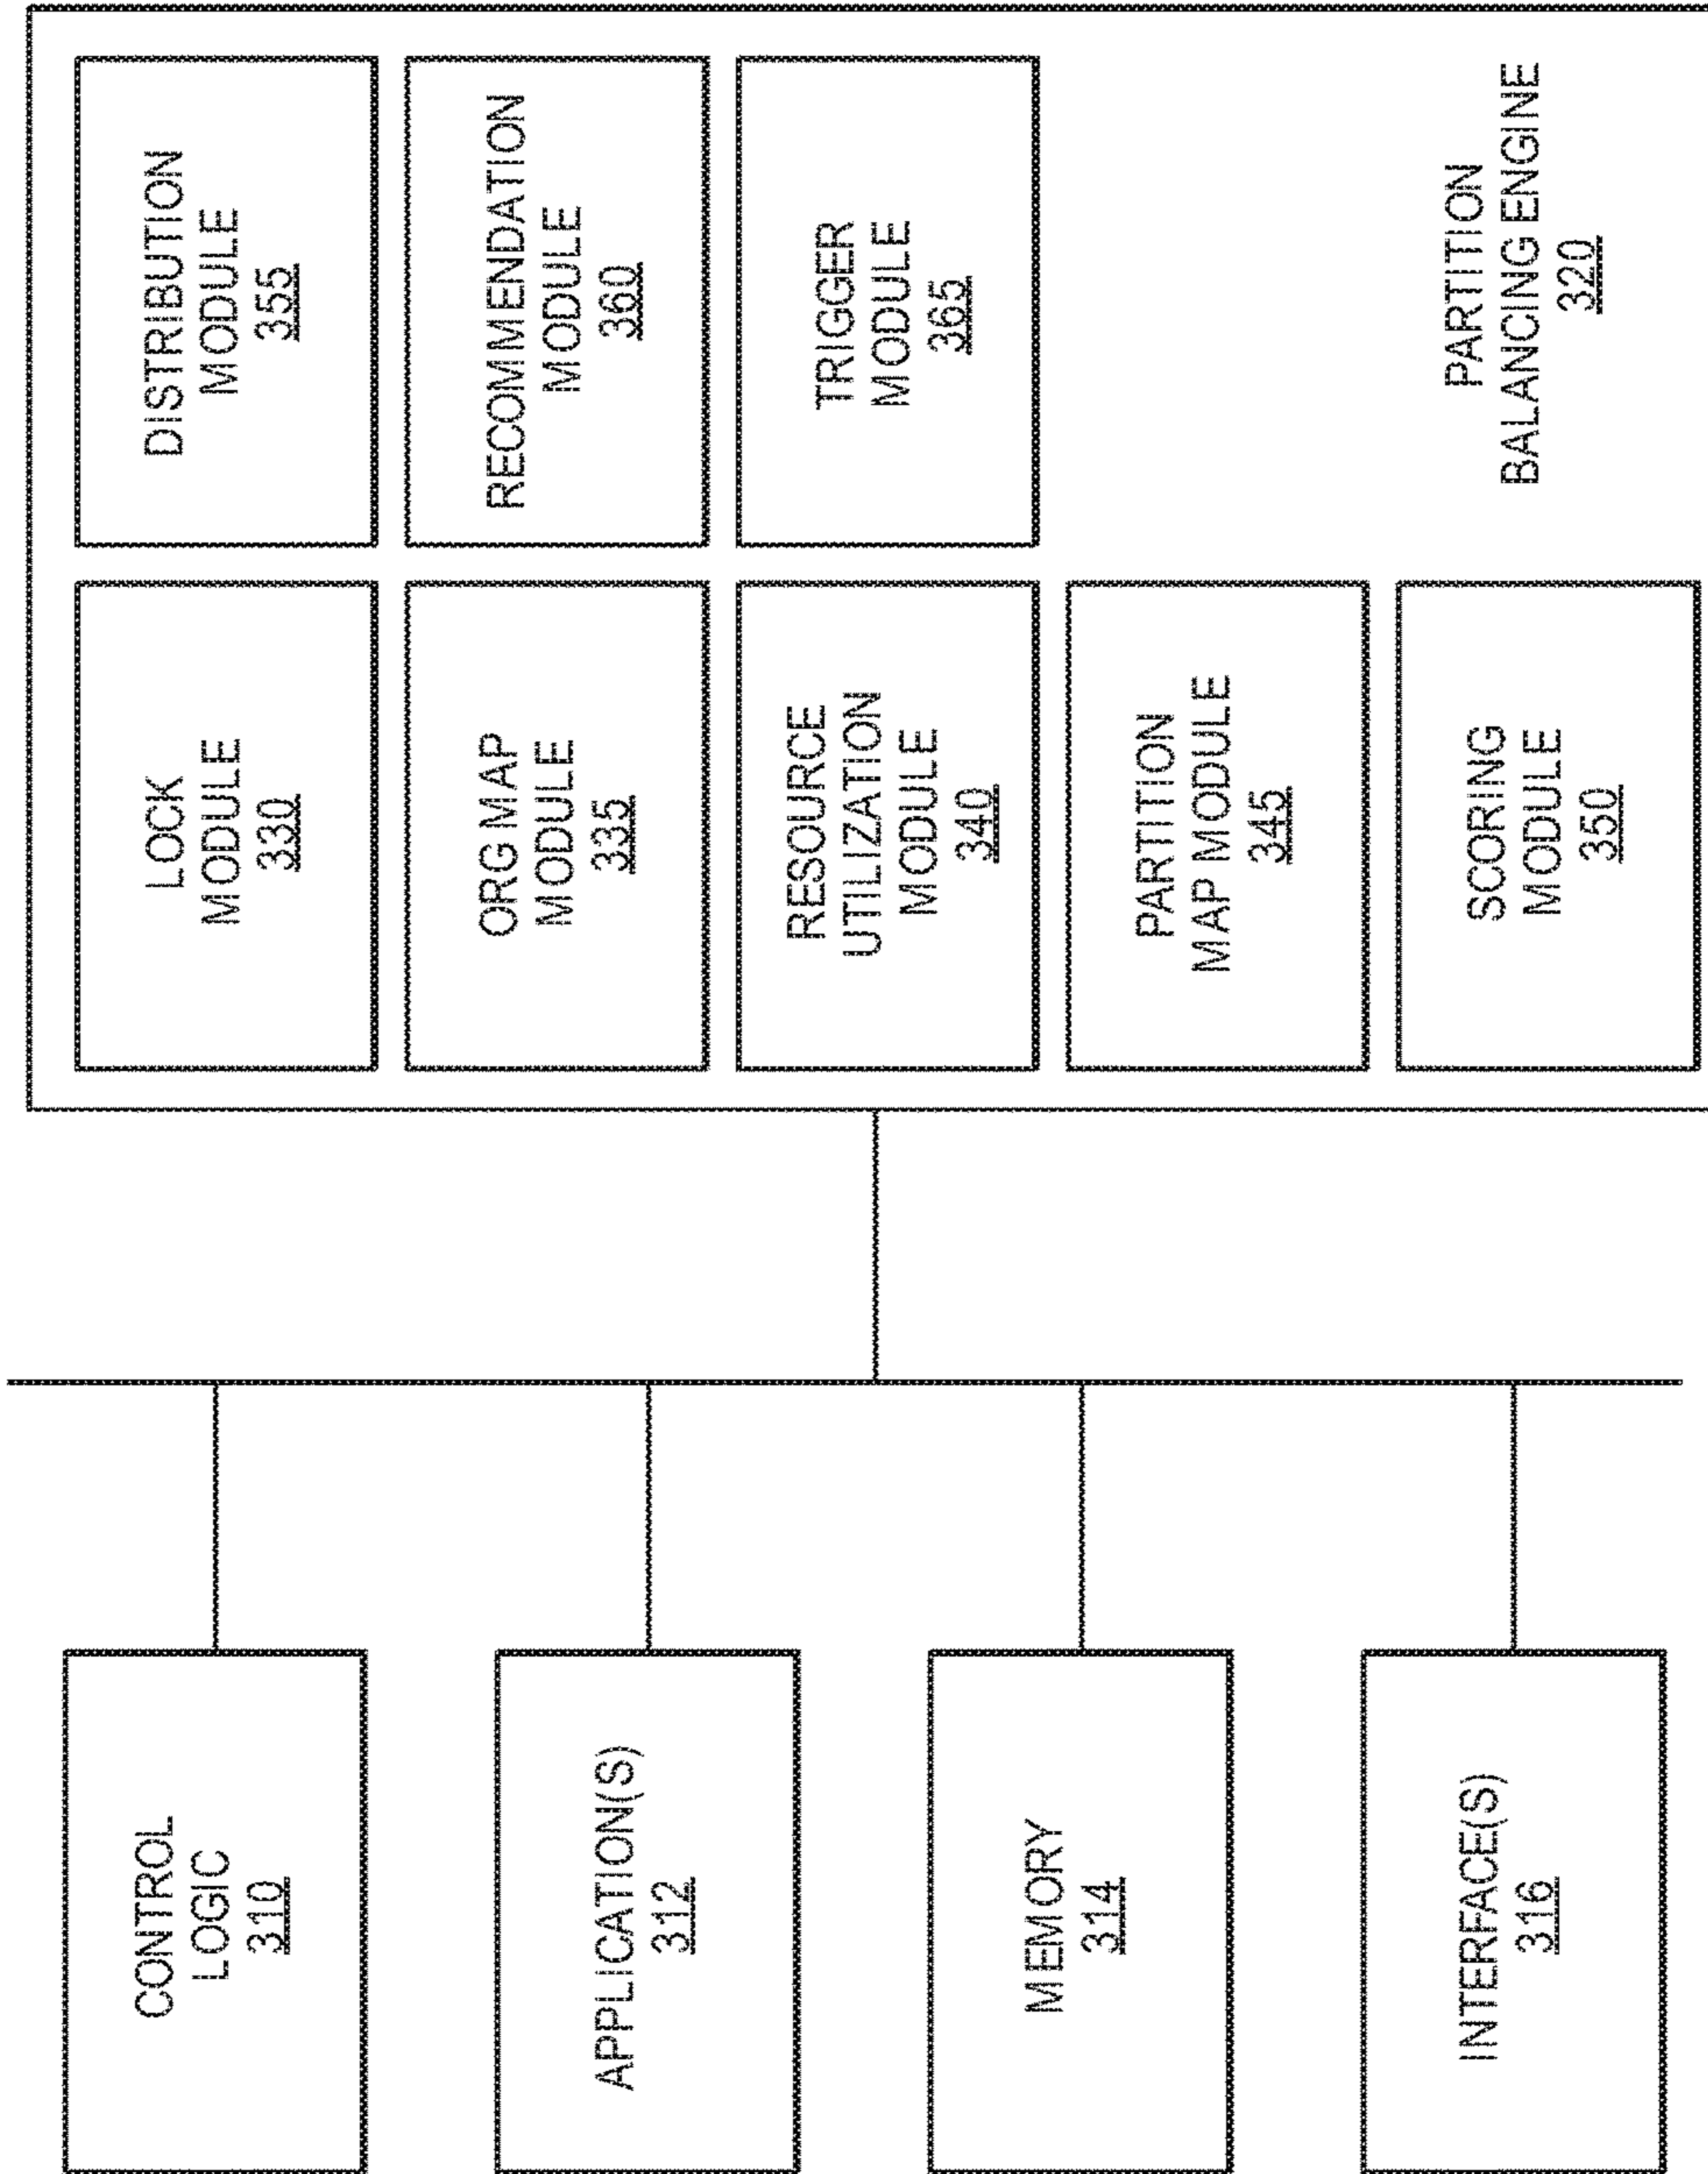 CONTROL
LOGIC
310
APPLICATION(S)
312
MEMORY
314
INTERFACE(S)
316
LOCK
MODULE
330
ORG MAP
MODULE
335
RESOURCE
UTILIZATION
MODULE
340
PARTITION
MAP MODULE
345
SCORING
MODULE
350
DISTRIBUTION
MODULE
355
RECOMMENDATION
MODULE
360
TRIGGER
MODULE
365
PARTITION
BALANCING ENGINE
320